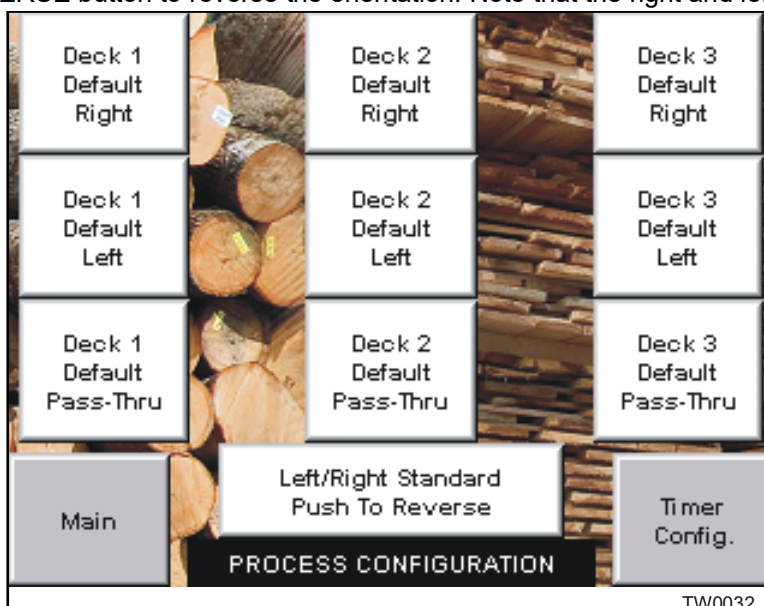 button to reverse the orientation. Note that the right and
Deck 1
Default
Right
Deck 2
Default
Right
Deck 3
Default
Right
Deck 1
Default
Left
Deck 2
Default
Left
Deck 3
Default
Left
Deck 1
Default
Pass-Thru
Deck 2
Default
Pass-Thru
Deck 3
Default
Pass-Thru
Main
Left/Right Standard
Push To Reverse
Timer
Config.
PROCESS CONFIGURATION
TW0032